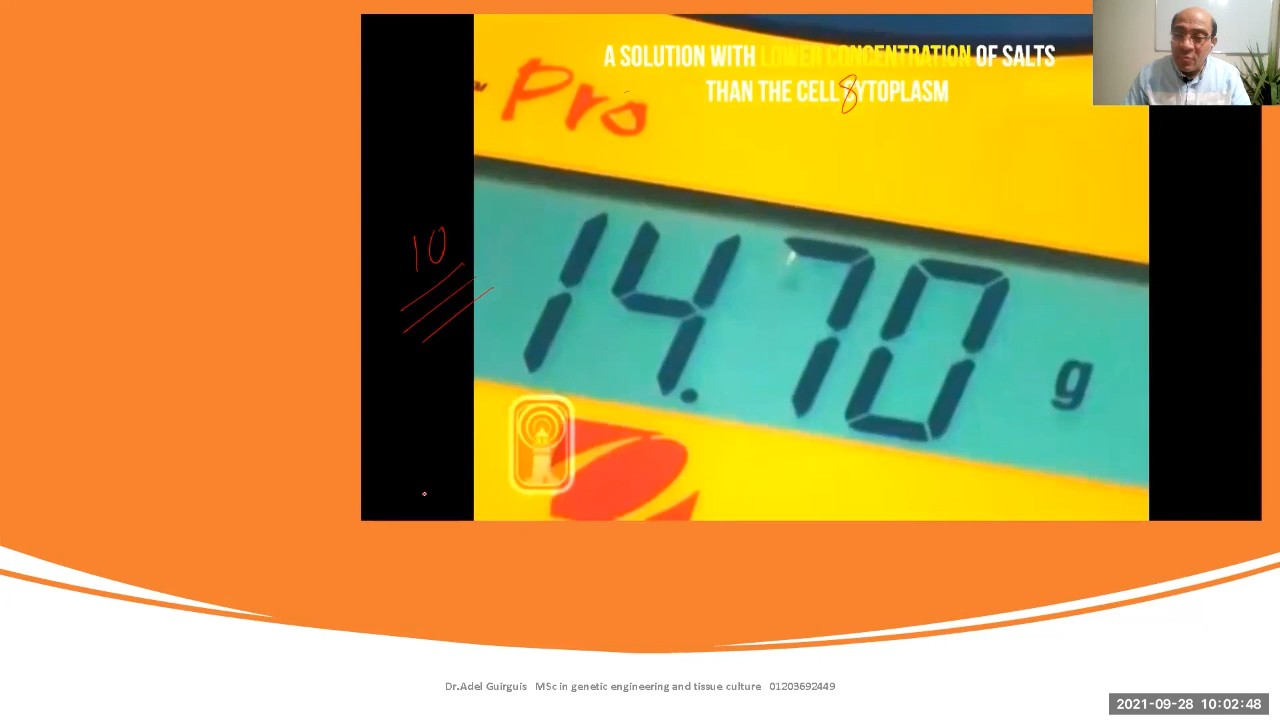 A SOLUTION WITH LOWER CONCENTRATION OF SALTS
THAN THE CELL 8YTOPLASM
Pro
10
14.70 g
Dr.Adel Guirguis MSc in genetic engineering and tissue culture 01203692449
2021-09-28 10:02:48